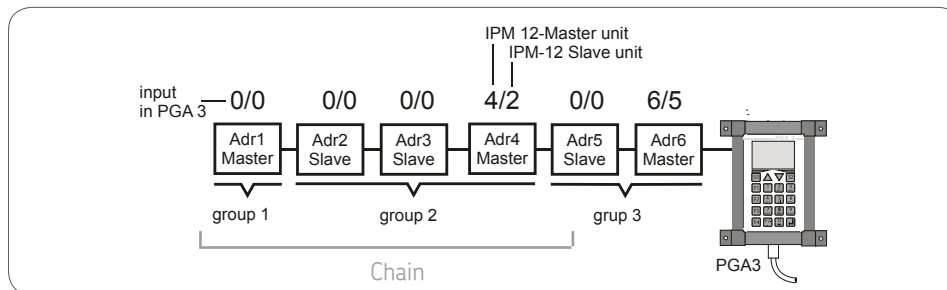 IPM 12-Master unit
IPM-12 Slave unit
input
in PGA 3
0/0 0/0 0/0 4/2 0/0 6/5
Adr1 Adr2 Adr3 Adr4 Adr5 Adr6
Master Slave Slave Master Slave Master
group 1 group 2 grup 3
Chain
PGA3